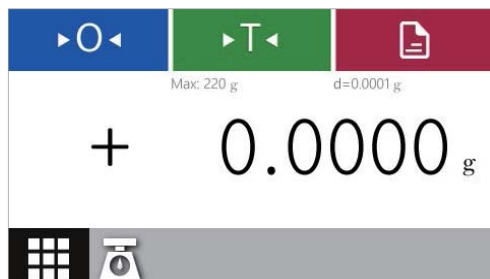 ▸O◂ ▸T◂
Max: 220 g d=0.0001 g
+ 0.0000 g